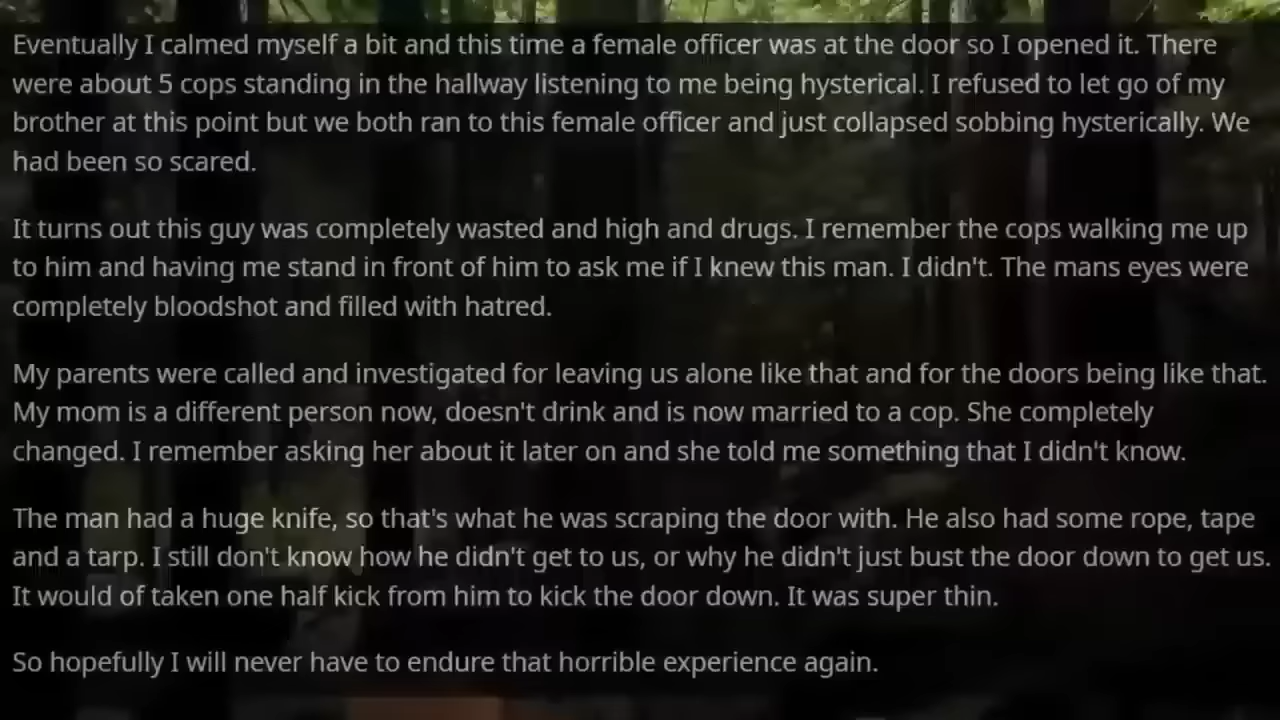 Eventually I calmed myself a bit and this time a female officer was at the door so I opened it. There
were about 5 cops standing in the hallway listening to me being hysterical. I refused to let go of my
brother at this point but we both ran to this female officer and just collapsed sobbing hysterically. We
had been so scared.
It turns out this guy was completely wasted and high and drugs. I remember the cops walking me up
to him and having me stand in front of him to ask me if I knew this man. I didn't. The mans eyes were
completely bloodshot and filled with hatred.
My parents were called and investigated for leaving us alone like that and for the doors being like that.
My mom is a different person now, doesn't drink and is now married to a cop. She completely
changed. I remember asking her about it later on and she told me something that I didn't know.
The man had a huge knife, so that's what he was scraping the door with. He also had some rope, tape
and a tarp. I still don't know how he didn't get to us, or why he didn't just bust the door down to get us.
It would of taken one half kick from him to kick the door down. It was super thin.
So hopefully I will never have to endure that horrible experience again.